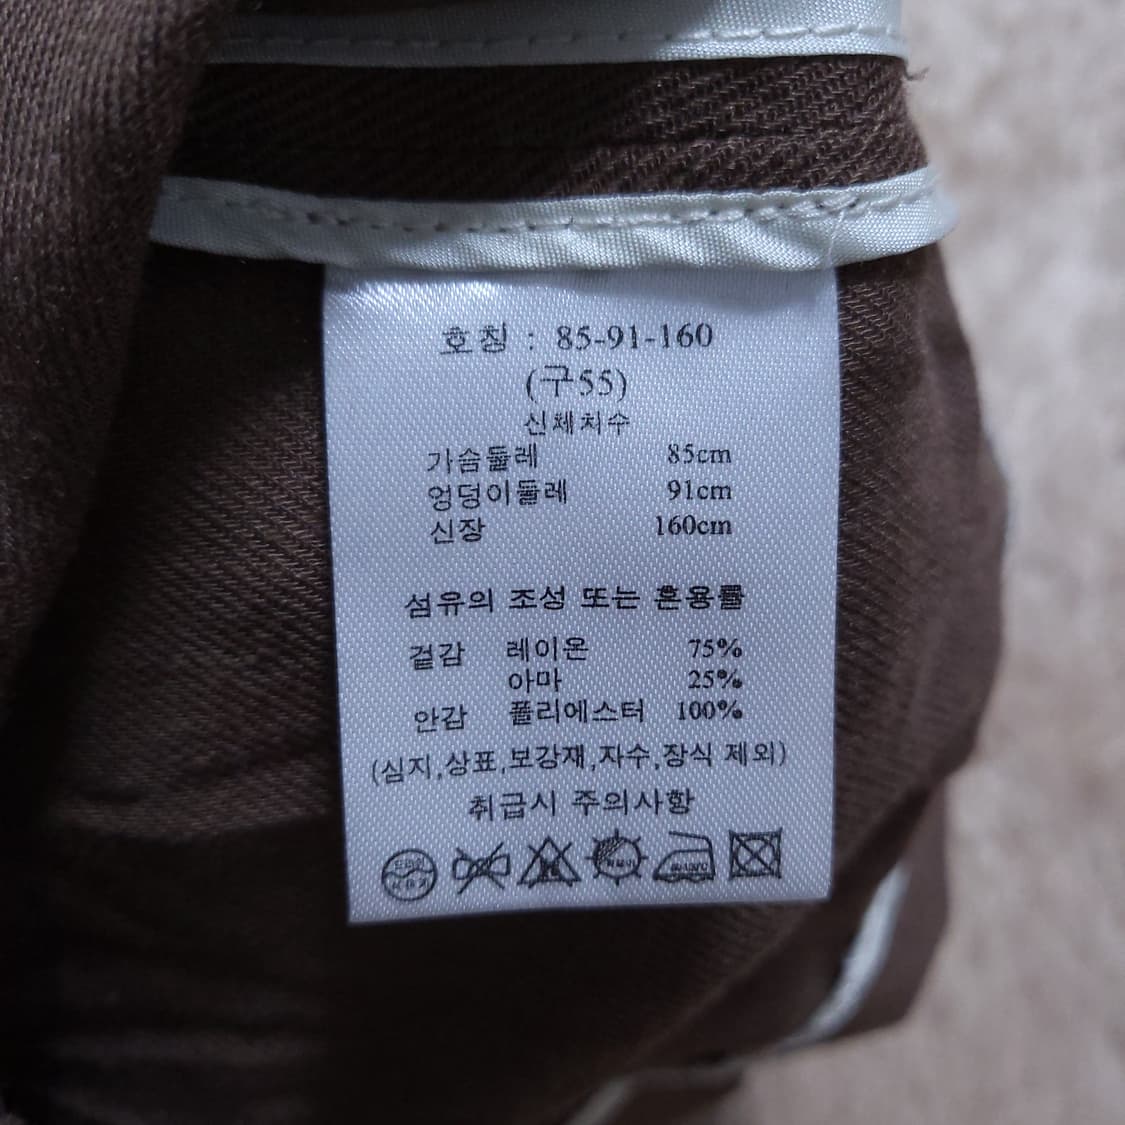 호칭 : 85-91-160
(구55)
신체치수
가슴둘레 85cm
엉덩이둘레 91cm
신장 160cm
섬유의 조성 또는 혼용률
겉감 레이온 75%
아마 25%
안감 폴리에스터 100%
(심지,상표,보강재,자수,장식 제외)
취급시 주의사항